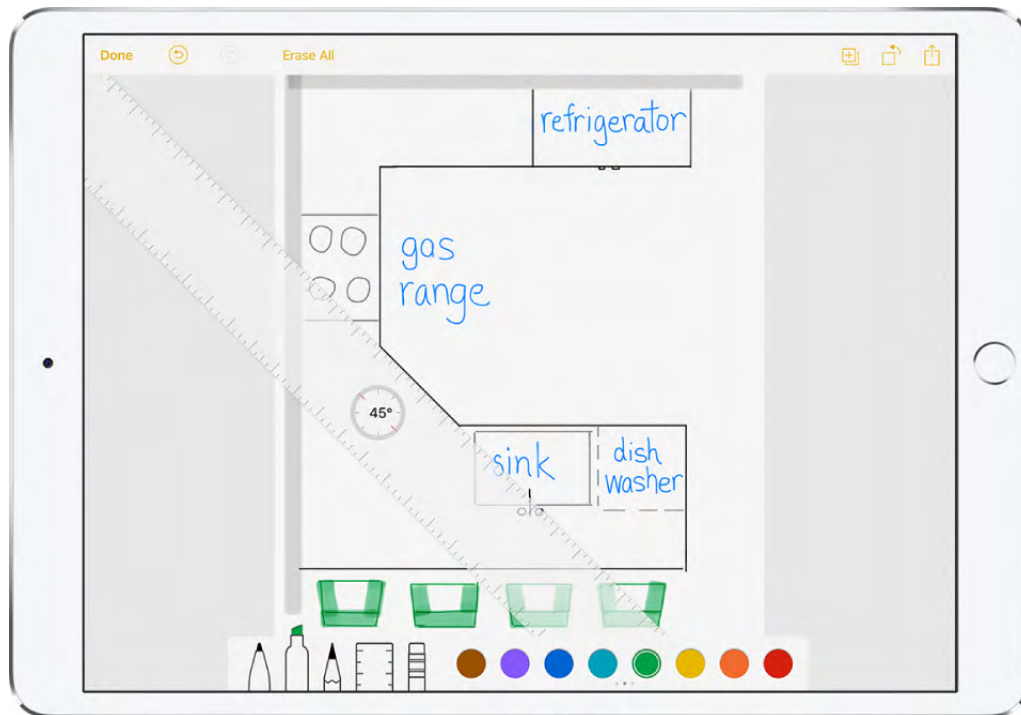 Done
Erase All
refrigerator
gas
range
45°
sink
dish
washer